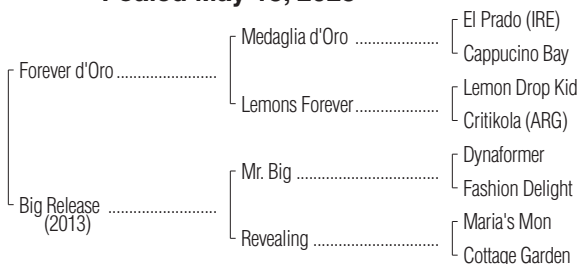 Foaled May
El Prado (IRE)
Medaglia d'Oro
Cappucino Bay
Forever d'Oro
Lemon Drop Kid
Lemons Forever
Critikola (ARG)
Dynaformer
Mr. Big
Fashion Delight
Big Release
(2013)
Maria's Mon
Revealing
Cottage Garden